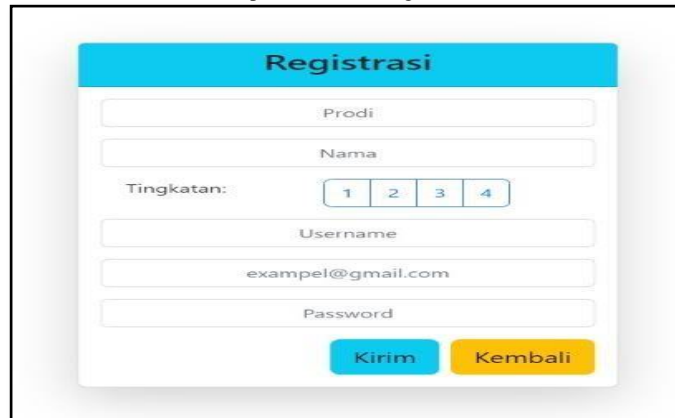 Registrasi
Prodi
Nama
Tingkatan: 1 2 3 4
Username
exampel@gmail.com
Password
Kirim Kembali